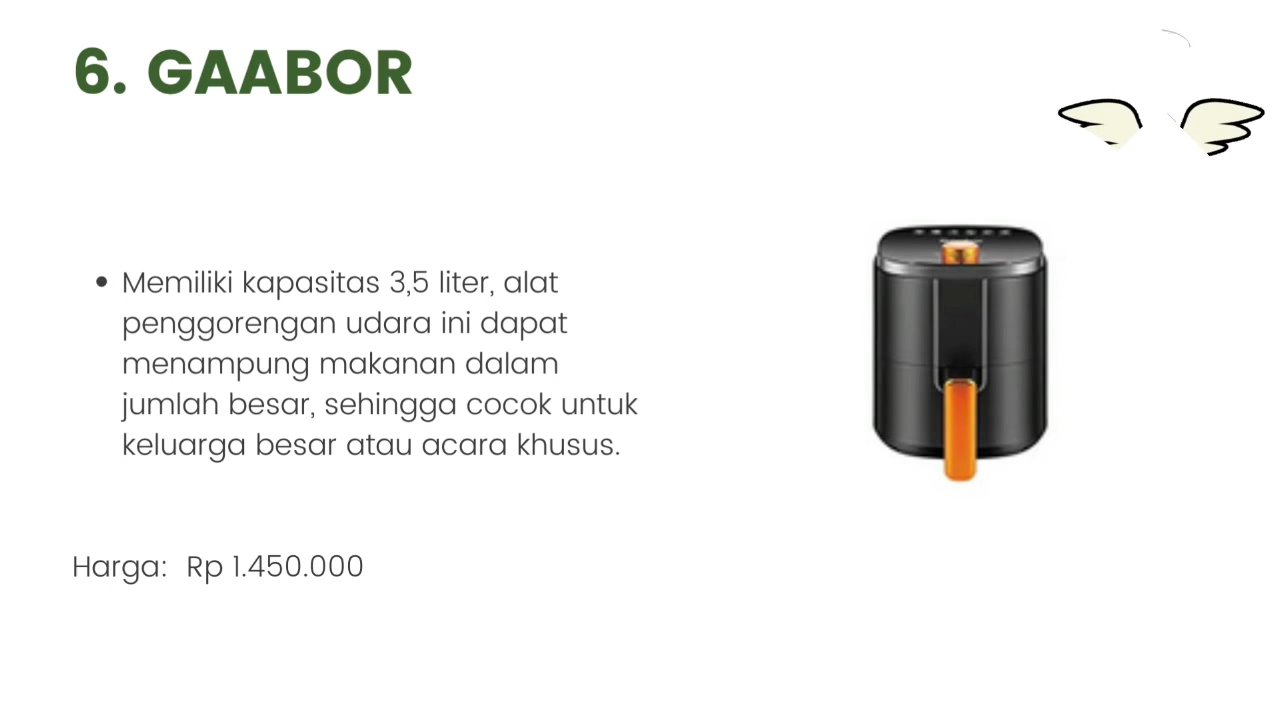 6. GAABOR
• Memiliki kapasitas 3,5 liter, alat
penggorengan udara ini dapat
menampung makanan dalam
jumlah besar, sehingga cocok untuk
keluarga besar atau acara khusus.
Harga: Rp 1.450.000